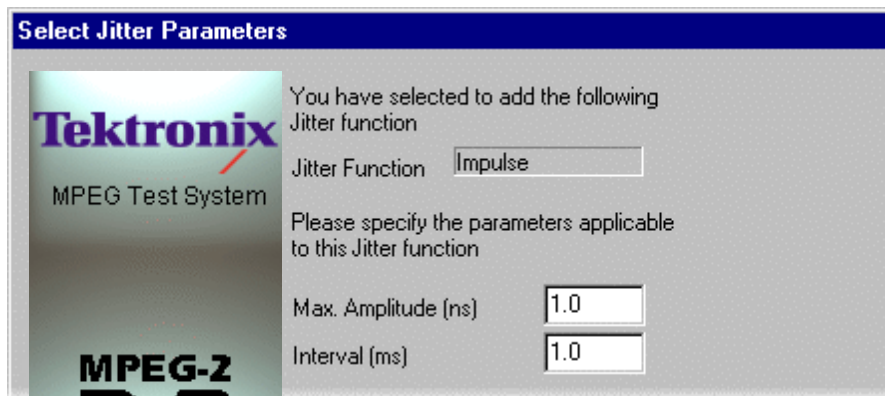 Select Jitter Parameters
Tektronix
MPEG Test System
MPEG-2
You have selected to add the following
Jitter function
Jitter Function Impulse
Please specify the parameters applicable
to this Jitter function
Max. Amplitude (ns) 1.0
Interval (ms) 1.0